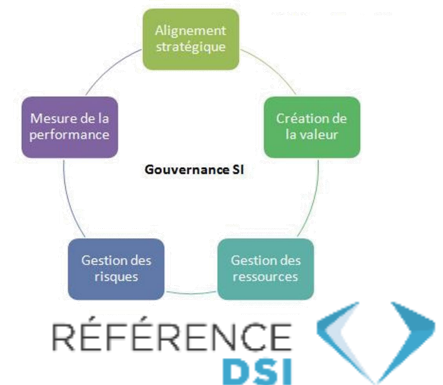 Alignement
stratégique
Mesure de la
performance
Création de
la valeur
Gouvernance SI
Gestion des
risques
Gestion des
ressources
RÉFÉRENCE
DSI